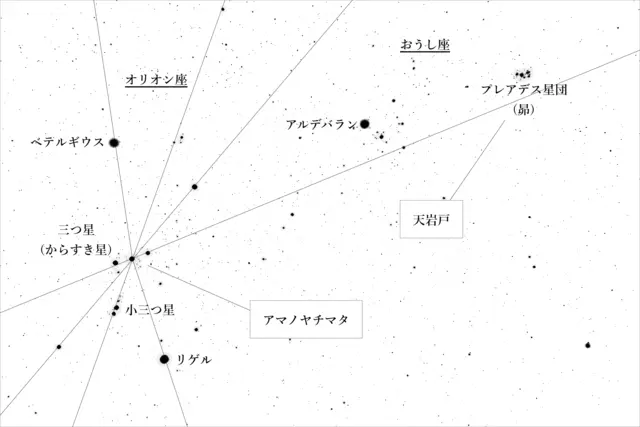 おうし座
オリオン座
プレアデス星団
（昴）
アルデバラン
ベテルギウス
天岩戸
三つ星
（からすき星）
小三つ星
アマノヤチマタ
リゲル